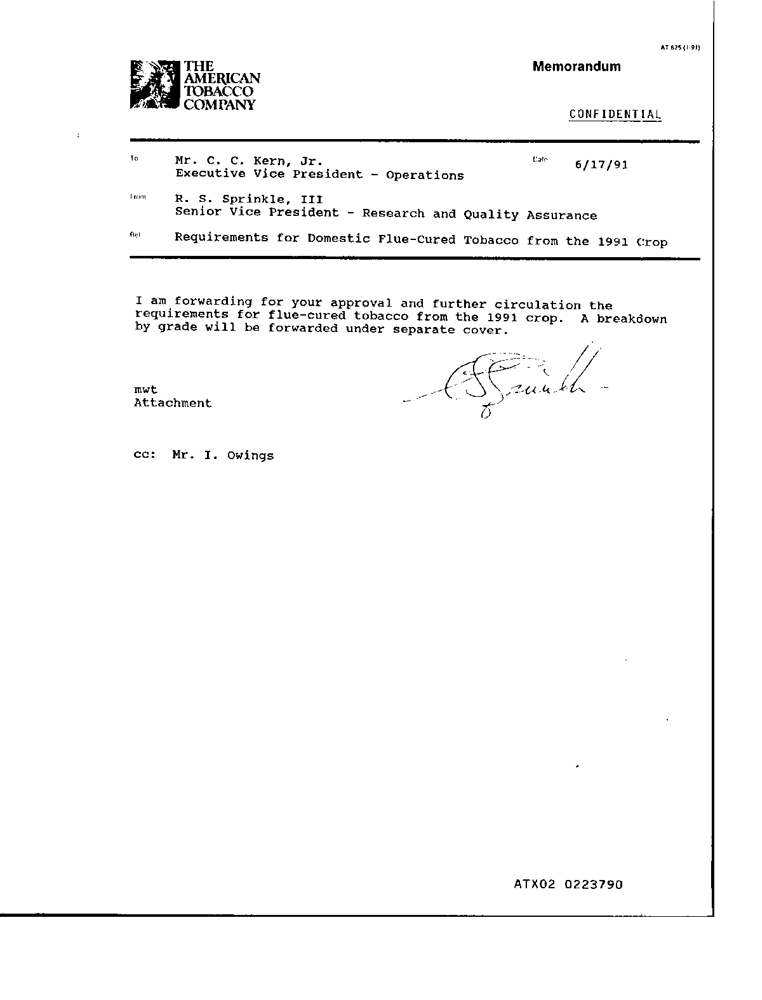 AT 625 (1-91)
THE
AMERICAN
TOBACCO
COMPANY
Memorandum
CONFIDENTIAL
To Mr. C. C. Kern, Jr. Date 6/17/91
Executive Vice President - Operations
From R. S. Sprinkle, III
Senior Vice President - Research and Quality Assurance
Ref Requirements for Domestic Flue-Cured Tobacco from the 1991 Crop
I am forwarding for your approval and further circulation the
requirements for flue-cured tobacco from the 1991 crop. A breakdown
by grade will be forwarded under separate cover.
mwt
Attachment
cc: Mr. I. Owings
ATX02 0223790